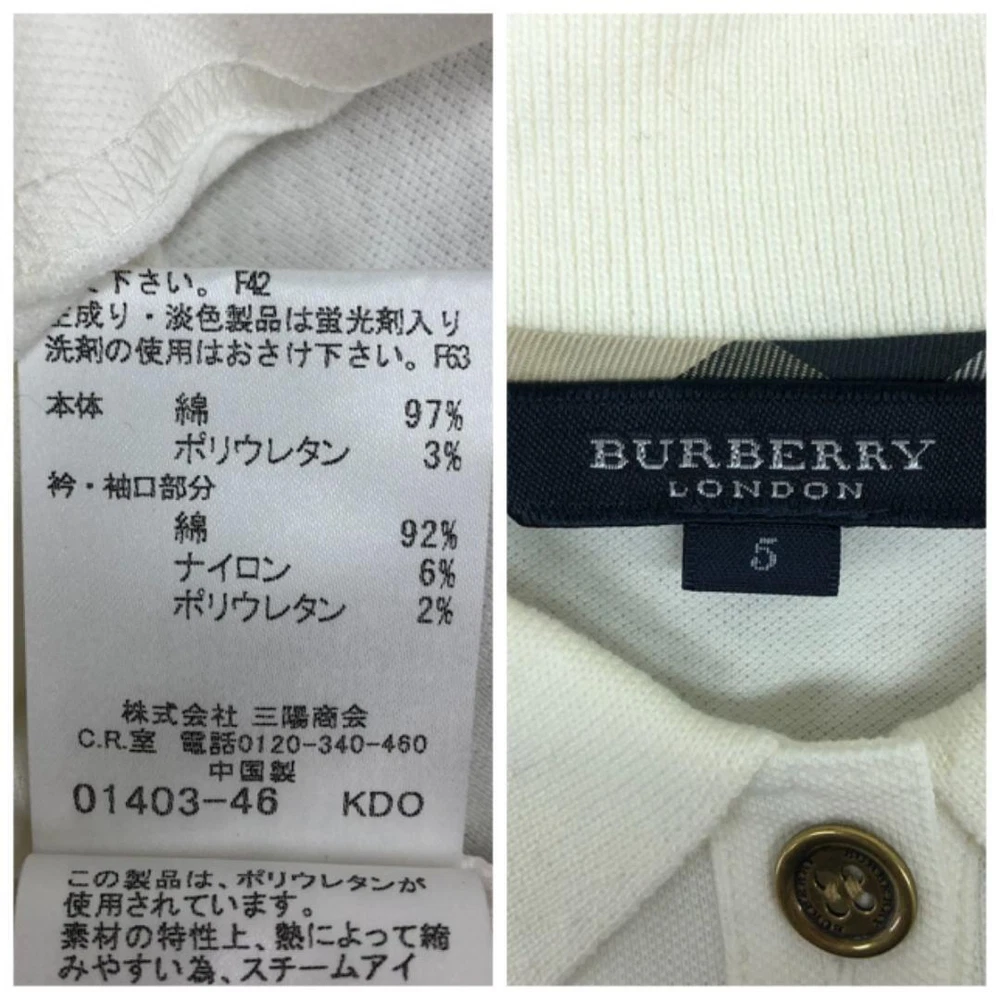 下さい。 F42
生成り・淡色製品は蛍光剤入り
洗剤の使用はおさけ下さい。F63
本体 綿 97%
ポリウレタン 3%
衿・袖口部分
綿 92%
ナイロン 6%
ポリウレタン 2%
株式会社 三陽商会
C.R.室 電話0120-340-460
中国製
01403-46 KDO
この製品は、ポリウレタンが
使用されています。
素材の特性上、熱によって縮
みやすい為、スチームアイ
BURBERRY
LONDON
5
BURBERRY
BURBERRY